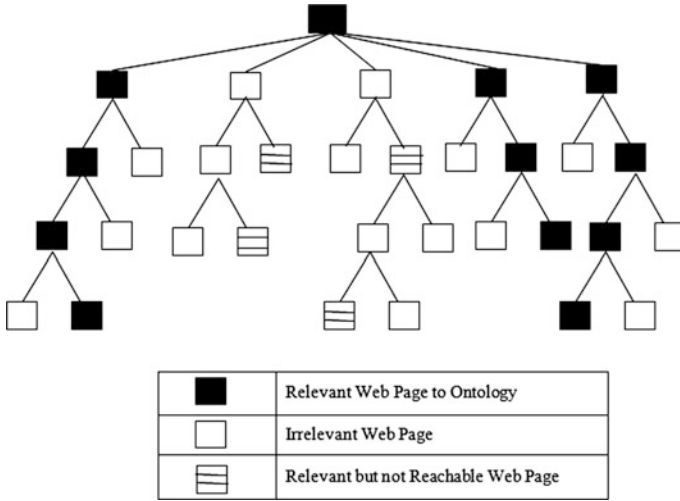 Relevant Web Page to Ontology
Irrelevant Web Page
Relevant but not Reachable Web Page